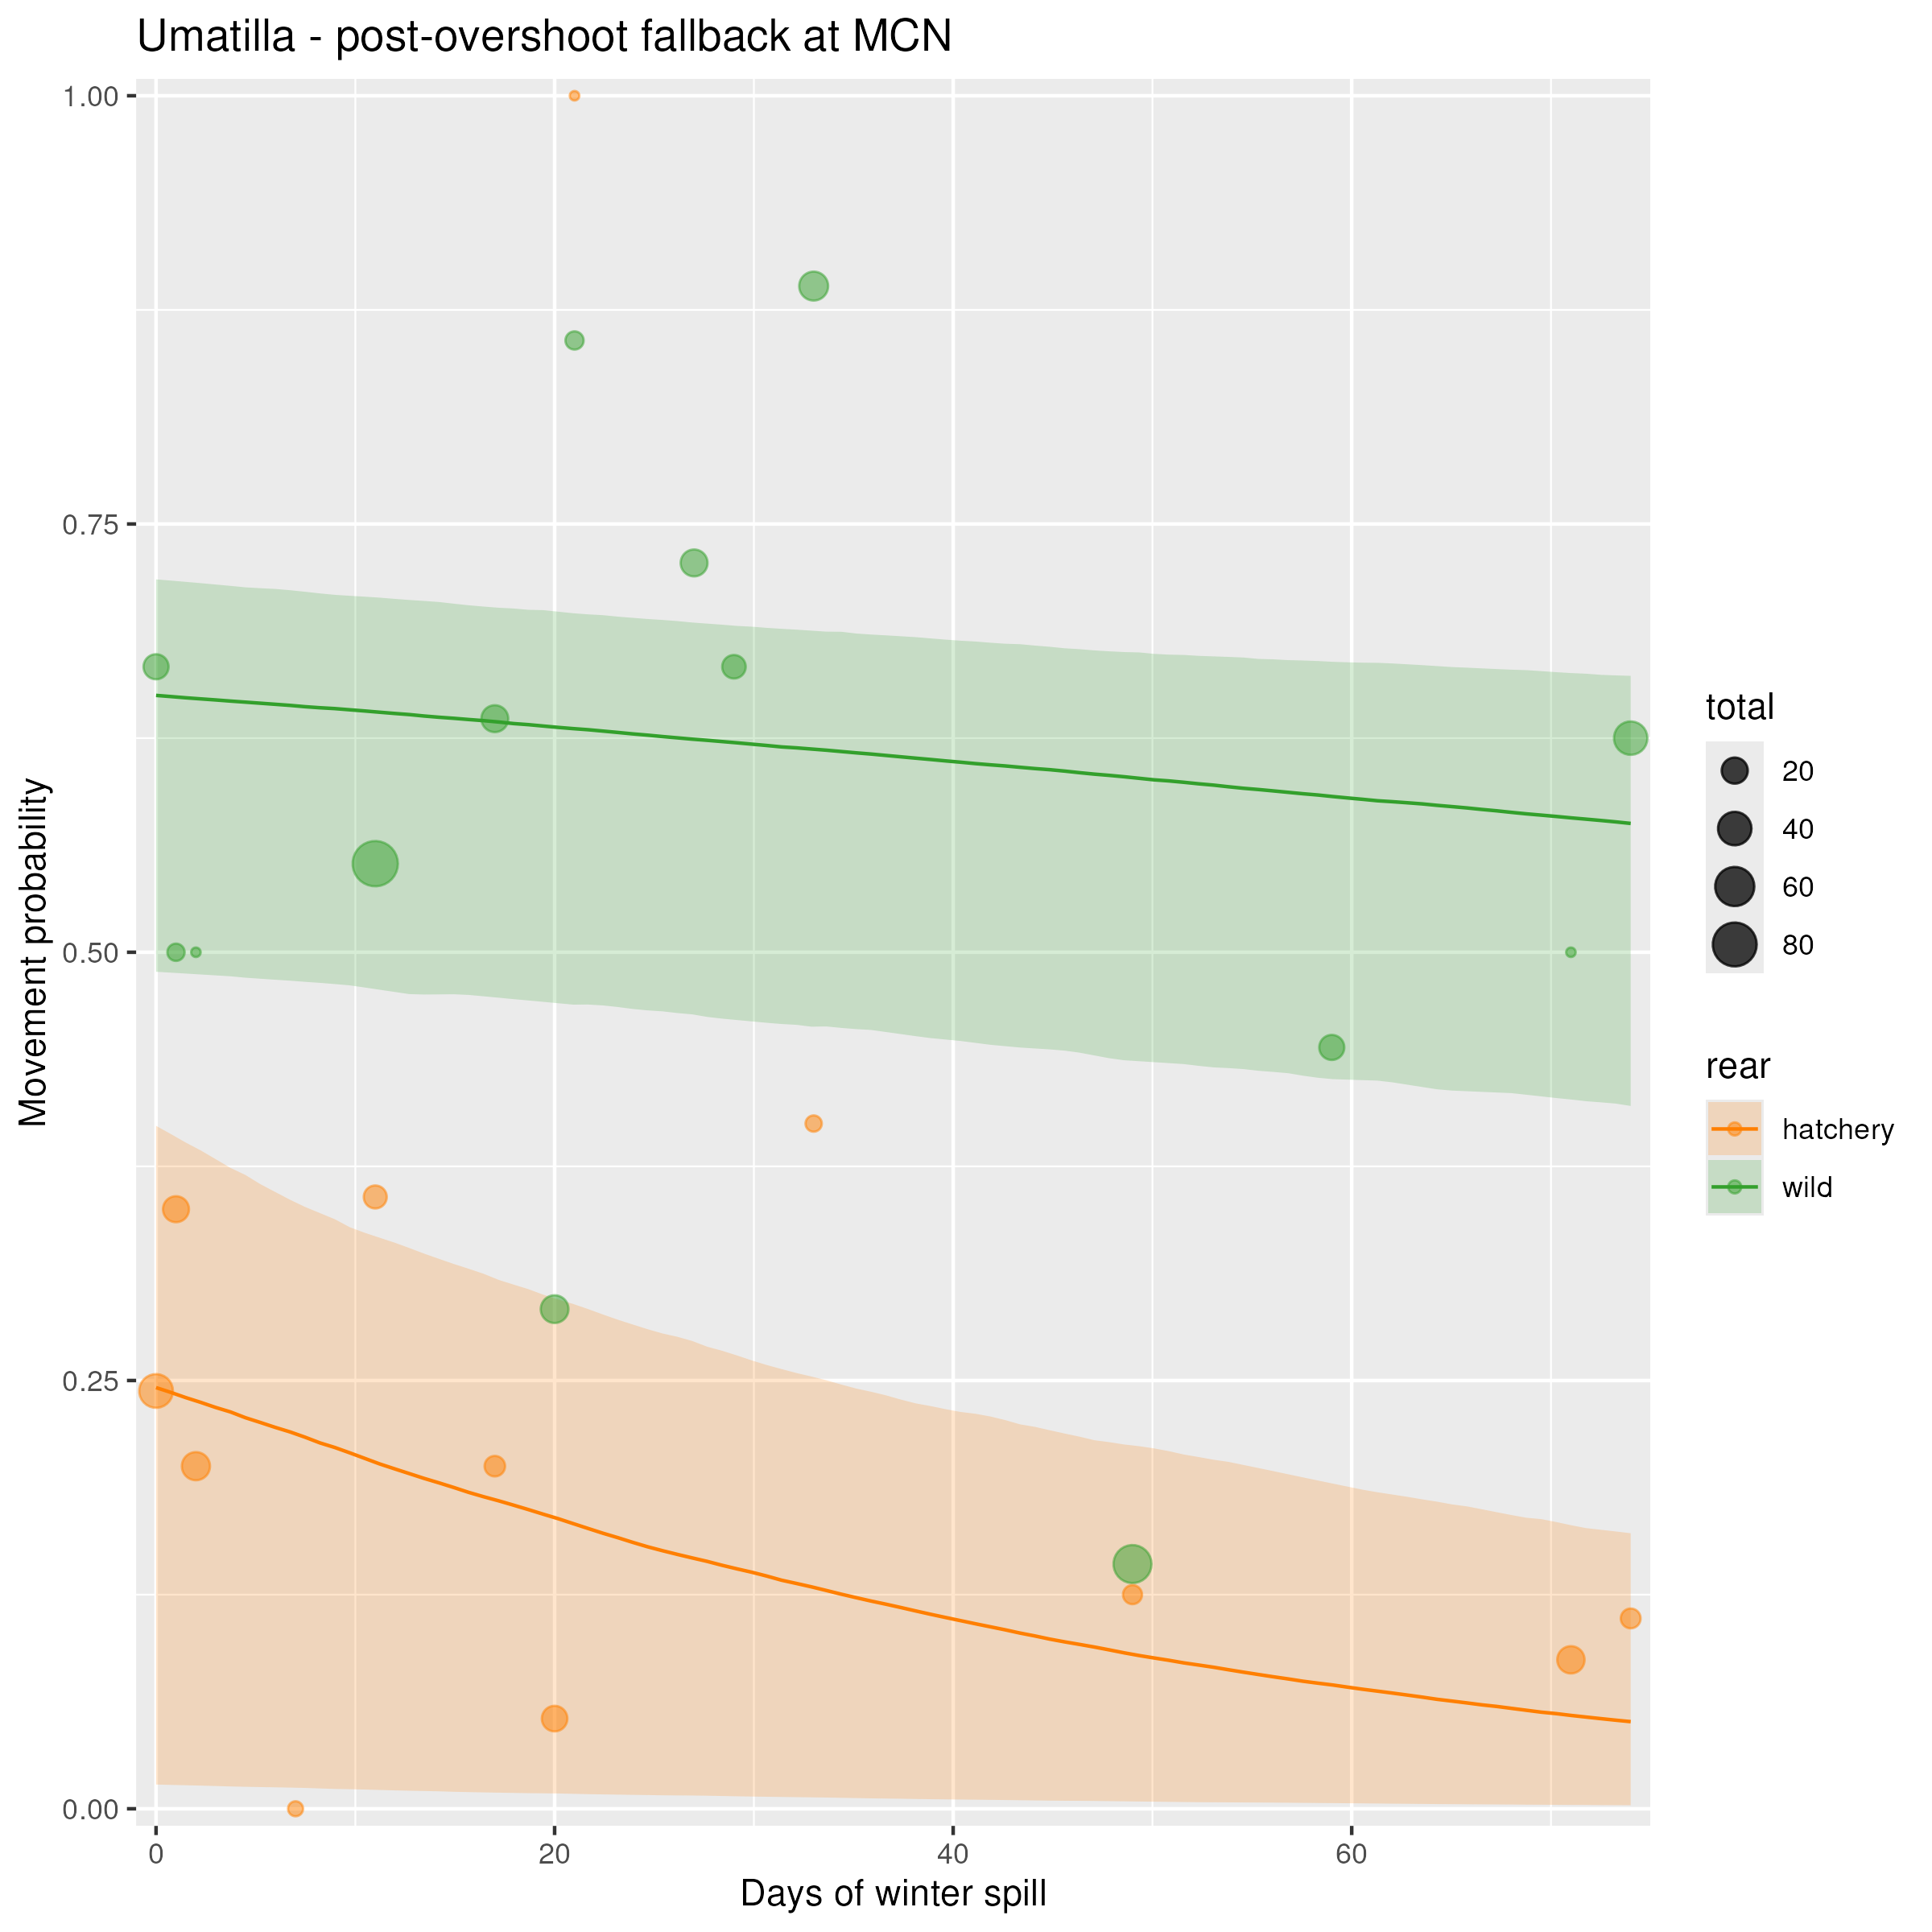 Umatilla - post-overshoot fallback at MCN
1.00
0.75
0.50
0.25
0.00
0
20
40
60
Days of winter spill
Movement probability
total
20
40
60
80
rear
hatchery
wild